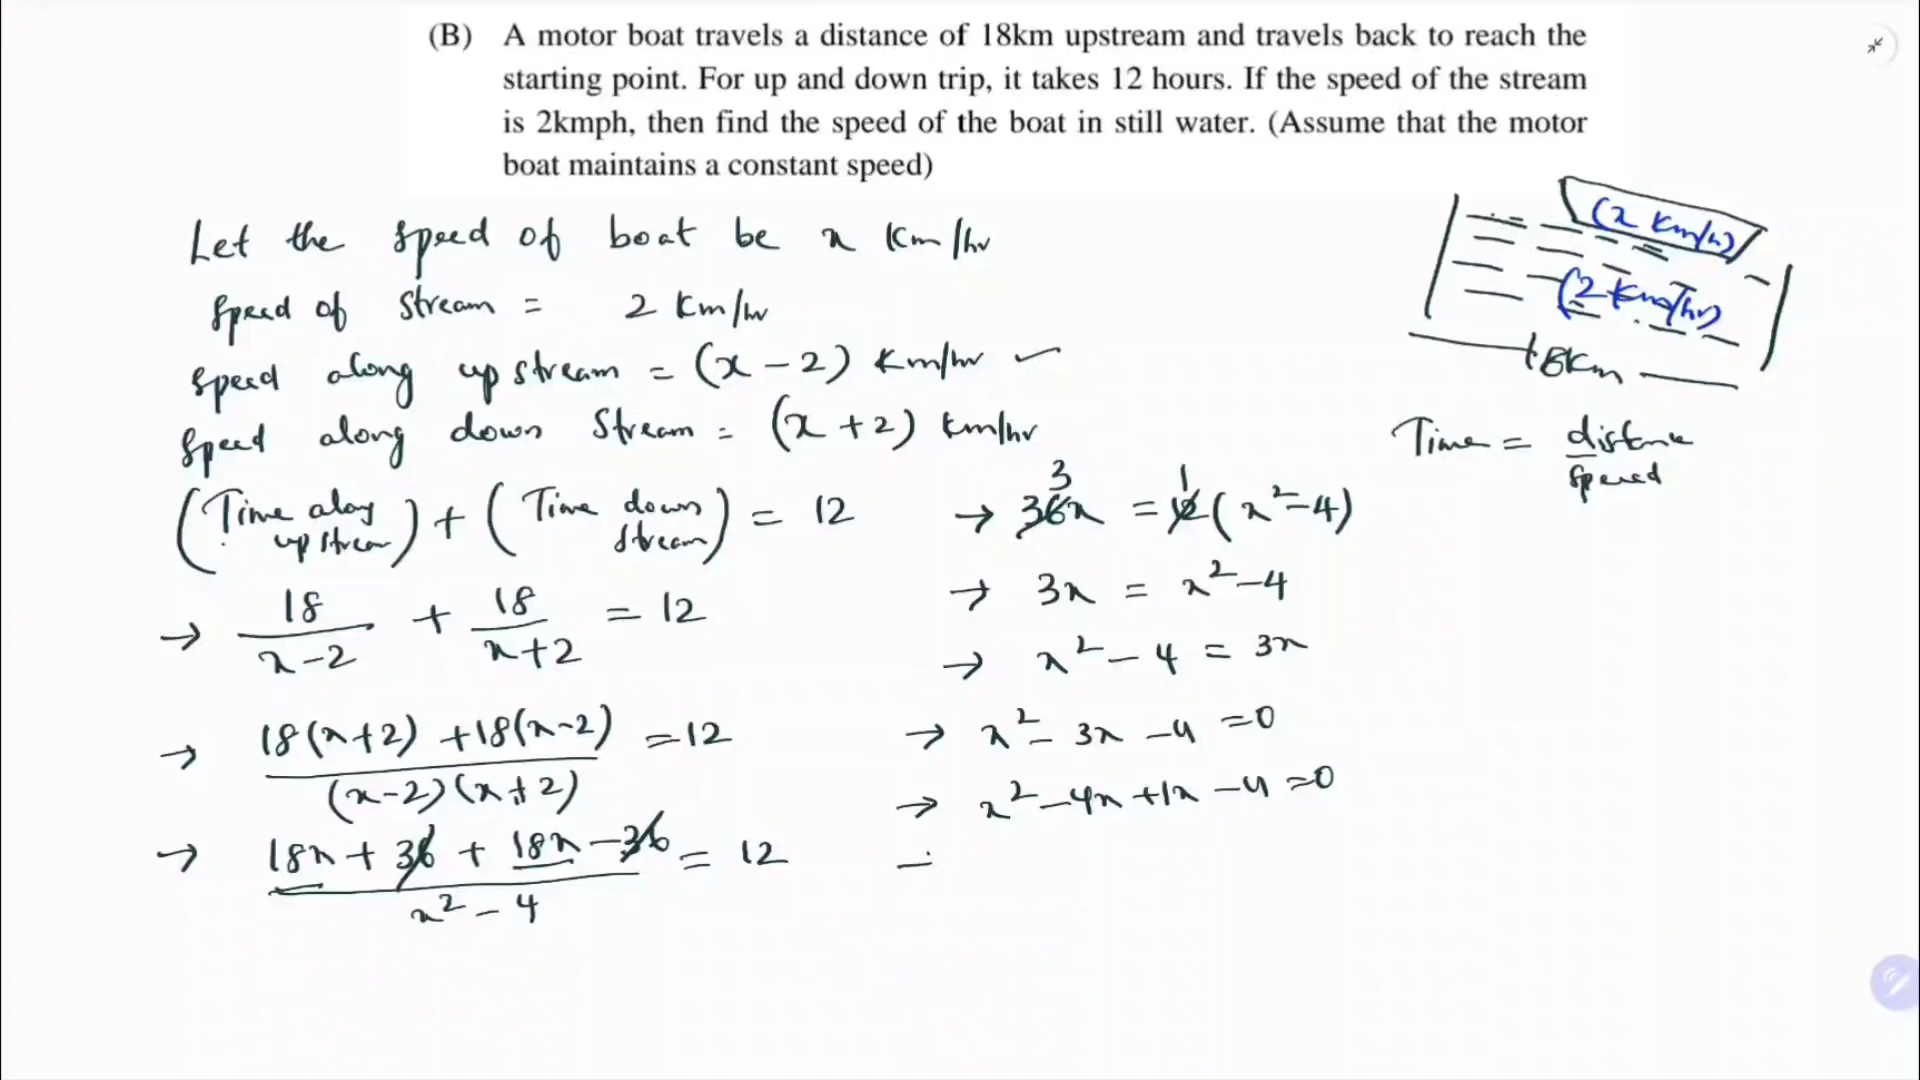 (B) A motor boat travels a distance of 18km upstream and travels back to reach the
starting point. For up and down trip, it takes 12 hours. If the speed of the stream
is 2kmph, then find the speed of the boat in still water. (Assume that the motor
boat maintains a constant speed)
Let the speed of boat be x Km/hr
Speed of stream = 2 Km/hr
Speed along up stream = (x - 2) Km/hr ✓
Speed along down stream = (x + 2) Km/hr
(Time along up stream) + (Time down stream) = 12
→ 18/(x-2) + 18/(x+2) = 12
→ (18(x+2) + 18(x-2))/((x-2)(x+2)) = 12
→ (18x + 36 + 18x - 36)/(x² - 4) = 12
→ 36x = 12(x² - 4)
3 1
→ 3x = x² - 4
→ x² - 4 = 3x
→ x² - 3x - 4 = 0
→ x² - 4x + 1x - 4 = 0
(2 Km/h)
(2 Km/hr)
18Km
Time = distance/speed